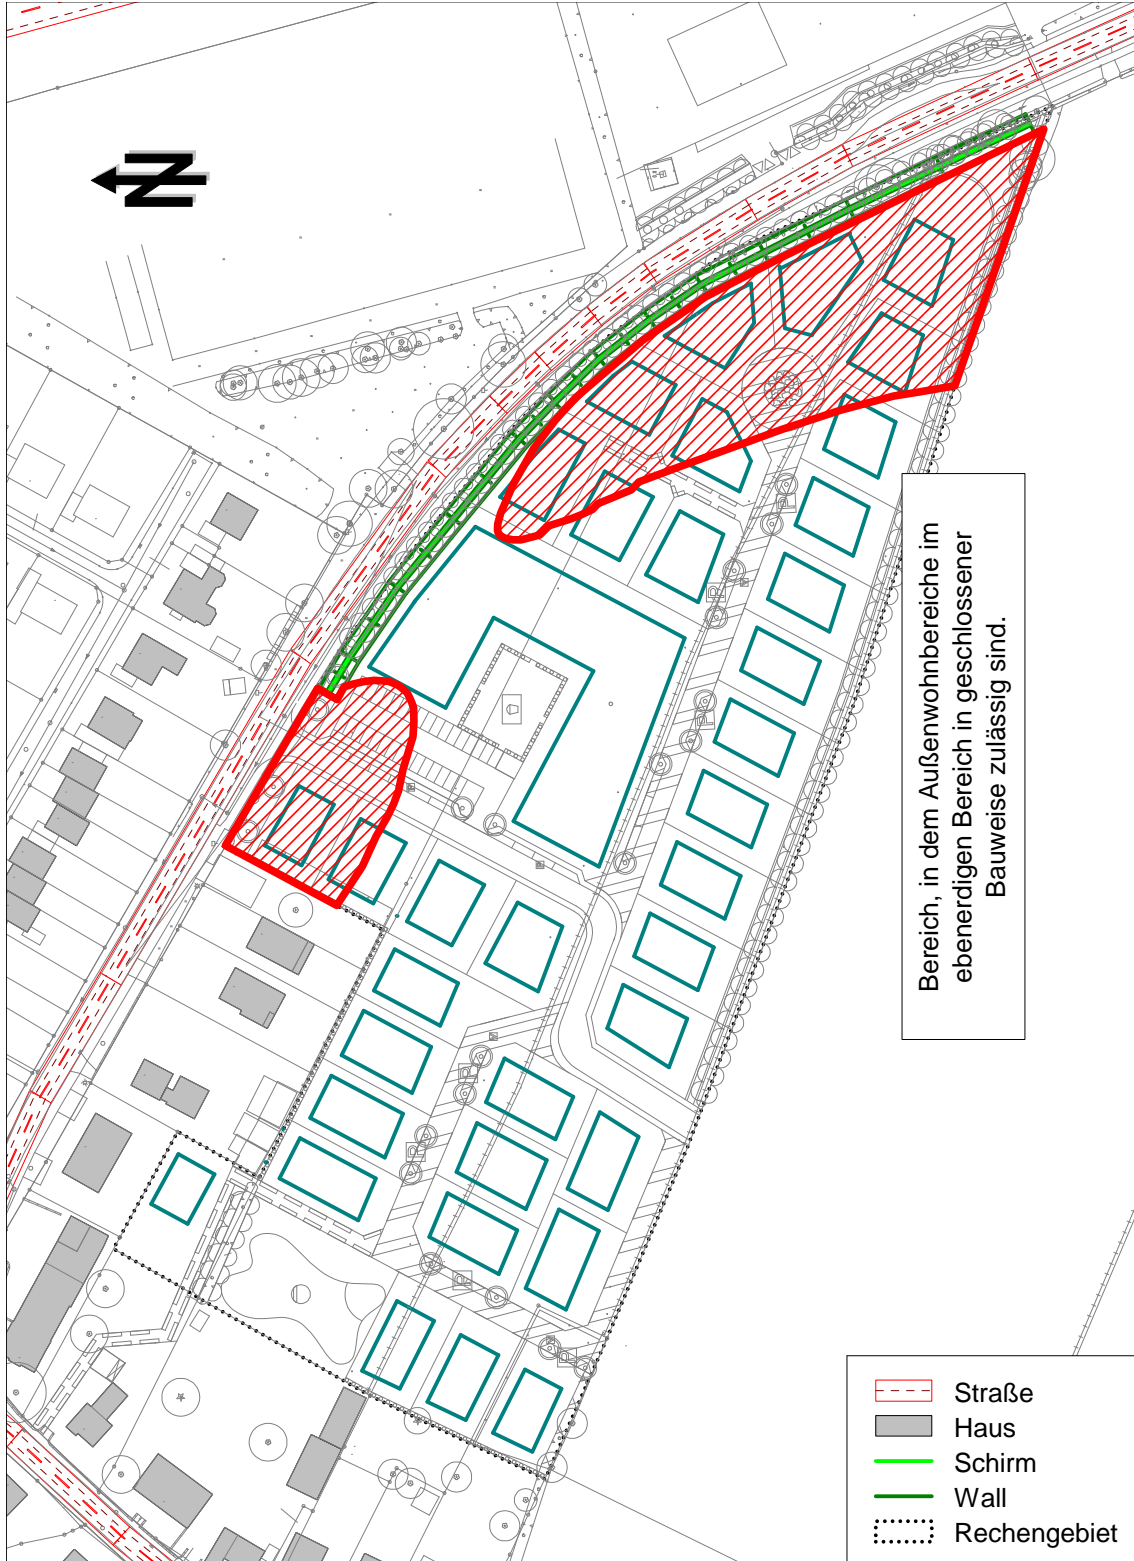 N
Bereich, in dem Außenwohnbereiche im
ebenerdigen Bereich in geschlossener
Bauweise zulässig sind.
P
P
P
P
P
P
P
Straße
Haus
Schirm
Wall
Rechengebiet